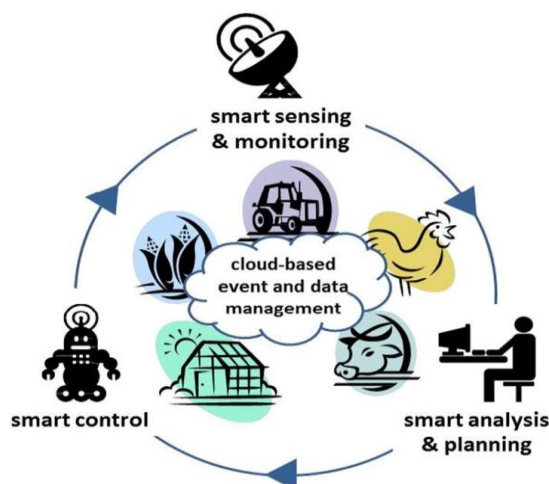 smart sensing
& monitoring
cloud-based
event and data
management
smart control
smart analysis
& planning